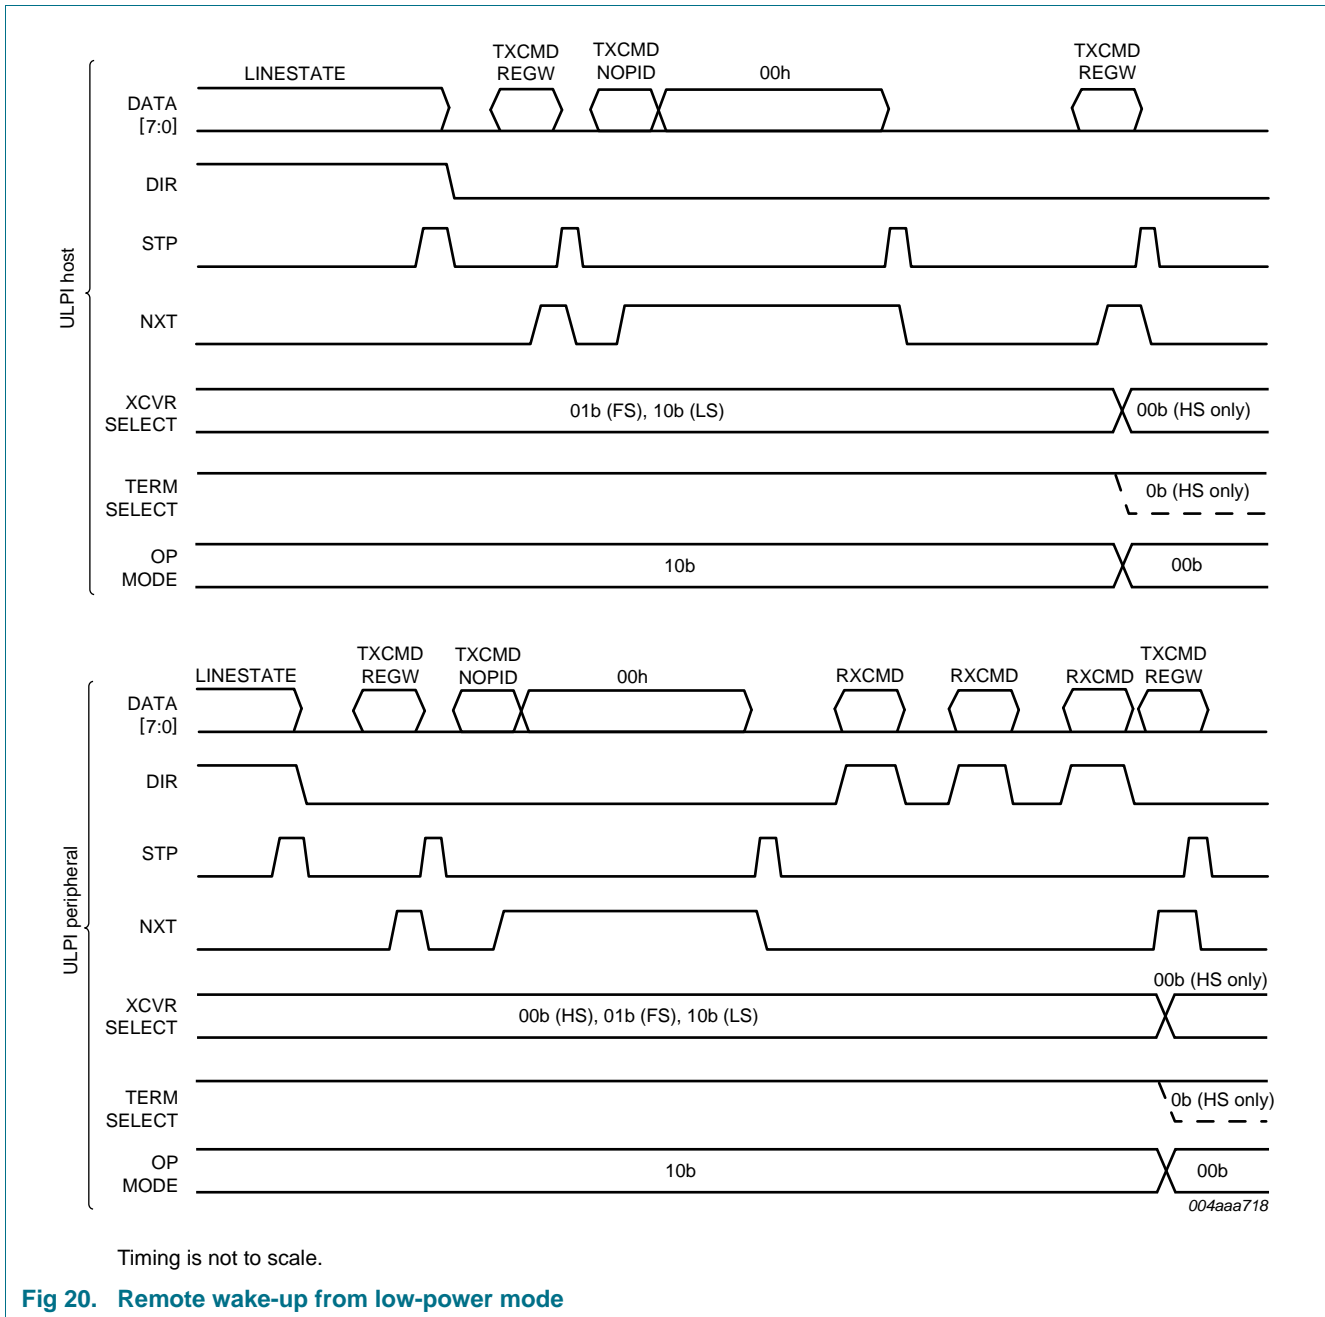 TXCMD
REGW
TXCMD
NOPID
TXCMD
REGW
LINESTATE
00h
DATA
[7:0]
DIR
STP
ULPI host
NXT
XCVR
SELECT
01b (FS), 10b (LS)
00b (HS only)
TERM
SELECT
0b (HS only)
OP
MODE
10b
00b
TXCMD
REGW
TXCMD
NOPID
TXCMD
REGW
LINESTATE
00h
RXCMD
RXCMD
RXCMD
DATA
[7:0]
DIR
STP
ULPI peripheral
NXT
XCVR
SELECT
00b (HS), 01b (FS), 10b (LS)
00b (HS only)
TERM
SELECT
0b (HS only)
OP
MODE
10b
00b
004aaa718
Timing is not to scale.
Fig 20. Remote wake-up from low-power mode